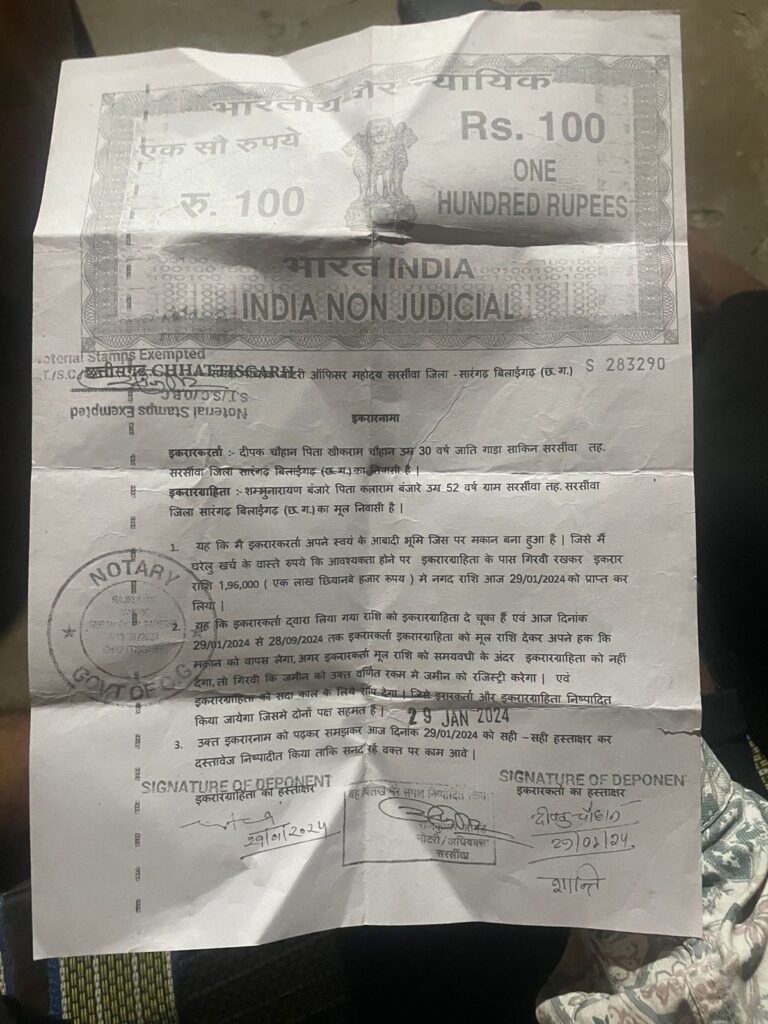 भारतीय गैर न्यायिक
एक सौ रुपये
Rs. 100
रु. 100
ONE
HUNDRED RUPEES
भारत INDIA
INDIA NON JUDICIAL
Noterial Stamps Exempted
छत्तीसगढ़ CHHATTISGARH
नोटरी ऑफिसर महोदय सरसींवा जिला - सारंगढ़ बिलाईगढ़ (छ.ग.)
S 283290
S.T./S.C./O.B.C
Noterial Stamps Exempted
इकरारनामा
इकरारकर्ता :- दीपक चौहान पिता खीकराम चौहान उम्र 30 वर्ष जाति गाड़ा साकिन सरसींवा तह.
सरसींवा जिला सारंगढ़ बिलाईगढ़ (छ.ग.) का निवासी है |
इकरारग्रहिता :- शम्भुनारायण बंजारे पिता कलाराम बंजारे उम्र 52 वर्ष ग्राम सरसींवा तह. सरसींवा
जिला सारंगढ़ बिलाईगढ़ (छ.ग.) का मूल निवासी है |
1. यह कि मै इकरारकर्ता अपने स्वयं के आबादी भूमि जिस पर मकान बना हुआ है | जिसे मैं
घरेलु खर्च के वास्ते रुपये कि आवश्यकता होने पर इकरारग्राहिता के पास गिरवी रखकर इकरार
राशि 1,96,000 ( एक लाख छियानबे हजार रूपय ) मे नगद राशि आज 29/01/2024 को प्राप्त कर
लिया |
2. यह कि इकरारकर्ता द्वारा लिया गया राशि को इकरारग्राहिता दे चूका हैं एवं आज दिनांक
29/01/2024 से 28/09/2024 तक इकरारकर्ता इकरारग्राहिता को मूल राशि देकर अपने हक कि
मकान को वापस लेगा, अगर इकरारकर्ता मूल राशि को समयवधी के अंदर इकरारग्राहिता को नहीं
देगा, तो गिरवी कि जमीन को उक्त वर्णित रकम मे जमीन को रजिस्ट्री करेगा | एवं
इकरारग्राहिता को सदा काल के लिये सौंप देगा | जिसे इरारकर्ता और इकरारग्राहिता निष्पादित
किया जायेगा जिसमे दोनों पक्ष सहमत हैं |
29 JAN 2024
3. उक्त इकरारनाम को पढ़कर समझकर आज दिनांक 29/01/2024 को सही -सही हस्ताक्षर कर
दस्तावेज निष्पादीत किया ताकि सनद रहे वक्त पर काम आवे |
NOTARY
GOVT OF C.G.
SIGNATURE OF DEPONENT
इकरारग्राहिता का हस्ताक्षर
29/01/2024
नोटरी/अधिवक्ता
सरसींवा
SIGNATURE OF DEPONEN
इकरारकर्ता का हस्ताक्षर
दीपक चौहान
29/01/24
शान्ति